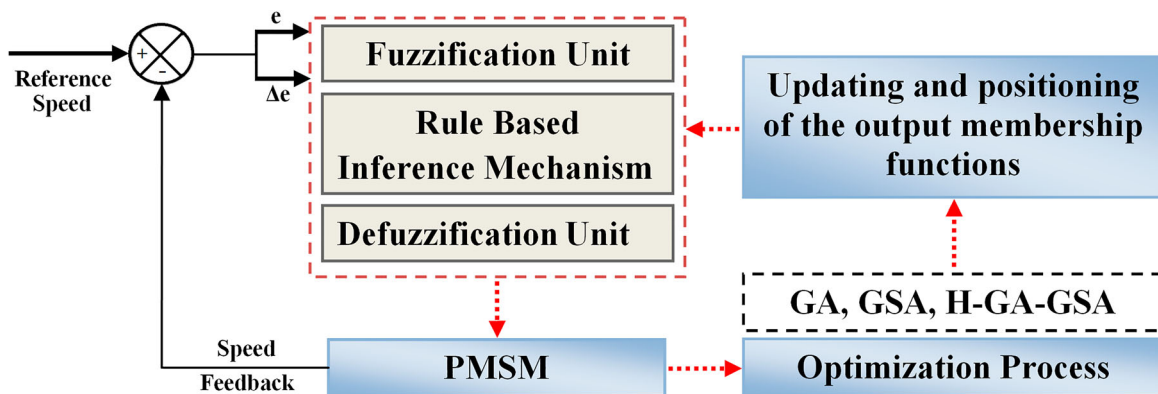 Reference
Speed
+
-
e
Δe
Fuzzification Unit
Rule Based
Inference Mechanism
Defuzzification Unit
Updating and positioning
of the output membership
functions
GA, GSA, H-GA-GSA
Optimization Process
PMSM
Speed
Feedback